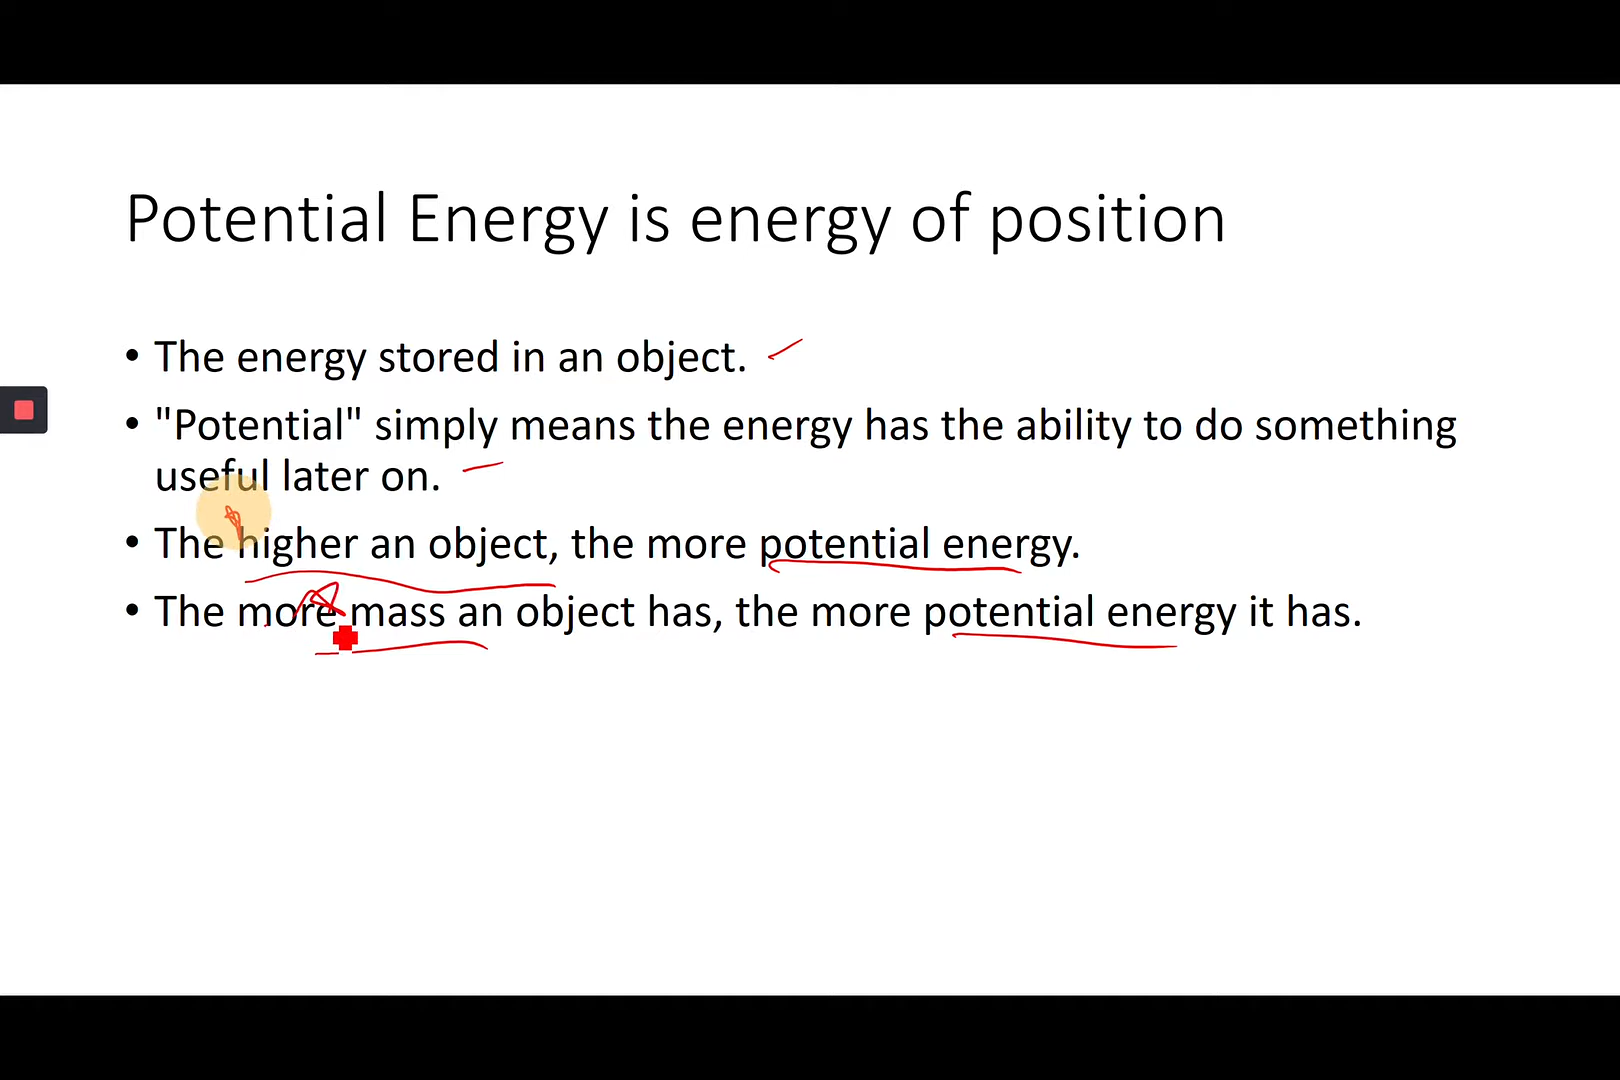 Potential Energy is energy of position
• The energy stored in an object.
• "Potential" simply means the energy has the ability to do something
useful later on.
• The higher an object, the more potential energy.
• The more mass an object has, the more potential energy it has.